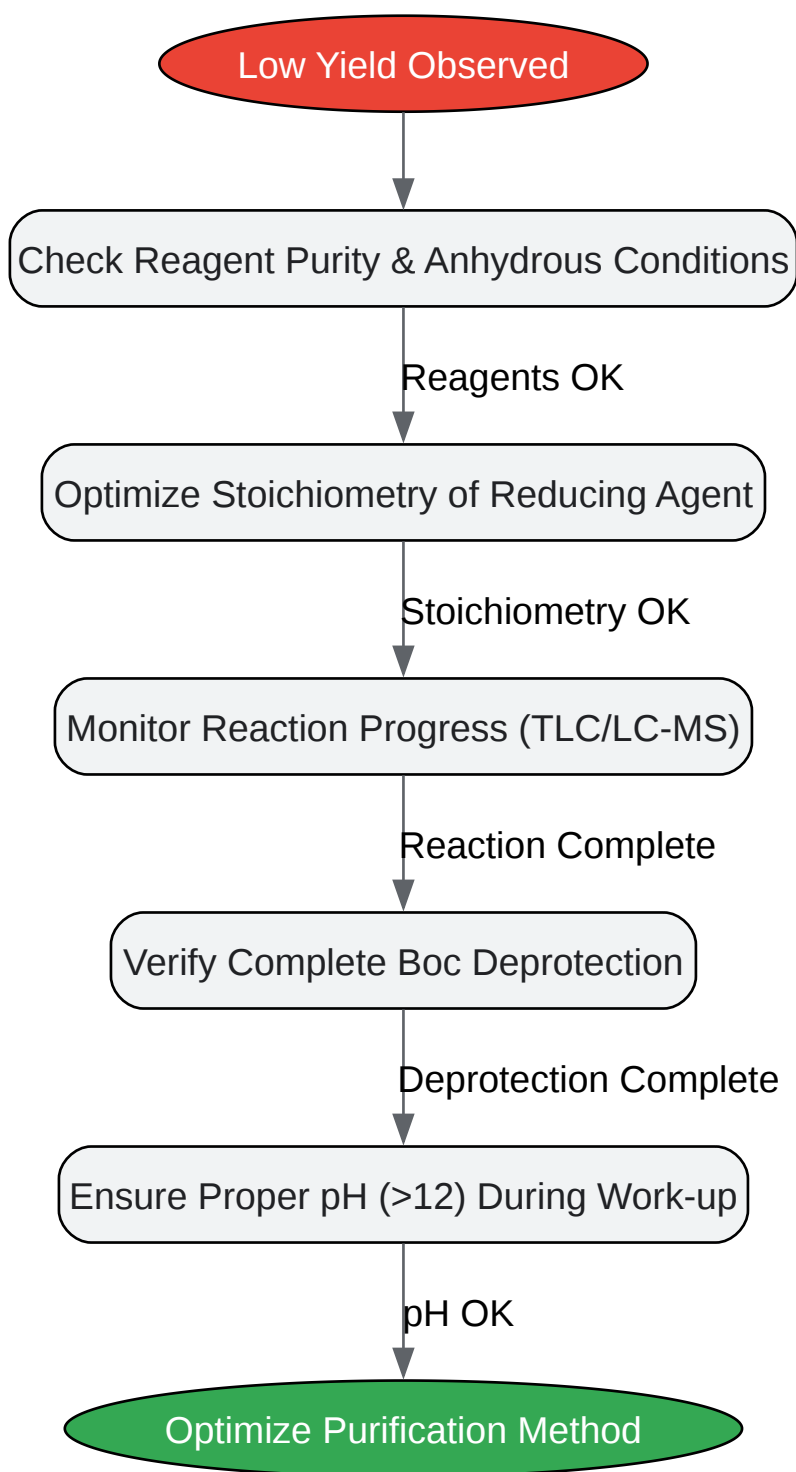 Low Yield Observed
Check Reagent Purity & Anhydrous Conditions
Reagents OK
Optimize Stoichiometry of Reducing Agent
Stoichiometry OK
Monitor Reaction Progress (TLC/LC-MS)
Reaction Complete
Verify Complete Boc Deprotection
Deprotection Complete
Ensure Proper pH (>12) During Work-up
pH OK
Optimize Purification Method